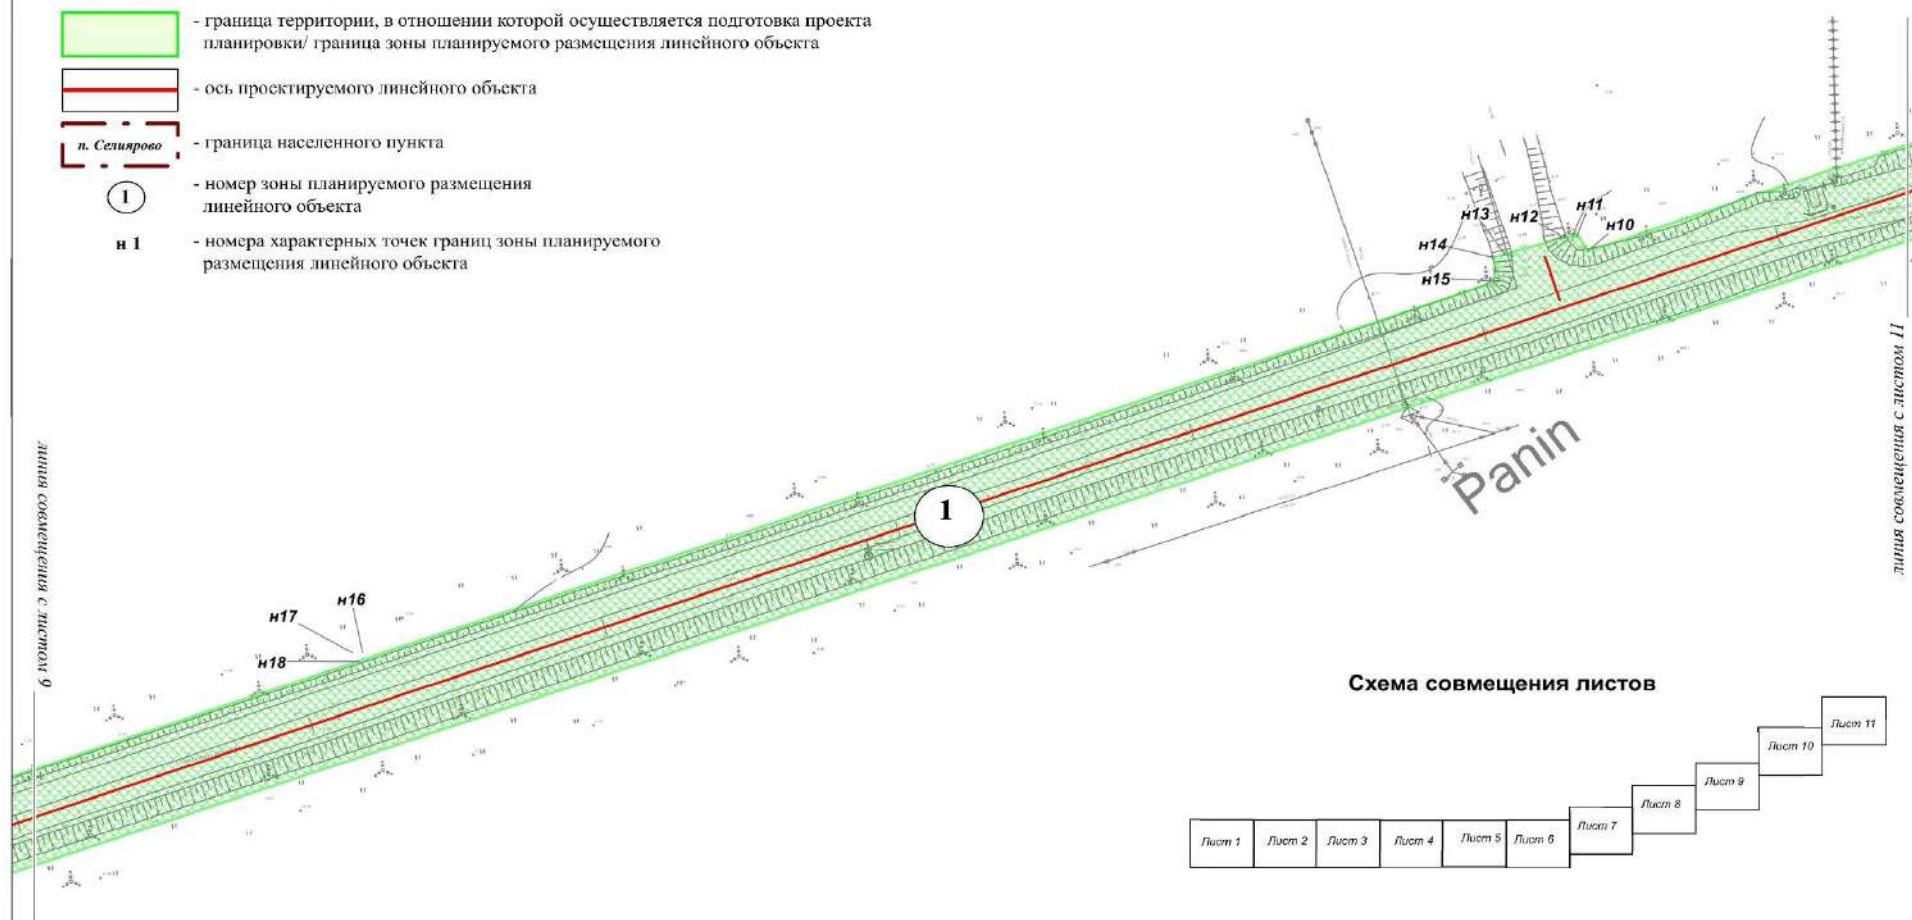 - граница территории, в отношении которой осуществляется подготовка проекта
планировки/ граница зоны планируемого размещения линейного объекта
- ось проектируемого линейного объекта
п. Селиярово
- граница населенного пункта
1
- номер зоны планируемого размещения
линейного объекта
н 1
- номера характерных точек границ зоны планируемого
размещения линейного объекта
н13
н12
н11
н10
н14
н15
линия совмещения с листом 11
Panin
1
линия совмещения с листом 9
н16
н17
н18
Схема совмещения листов
Лист 1
Лист 2
Лист 3
Лист 4
Лист 5
Лист 6
Лист 7
Лист 8
Лист 9
Лист 10
Лист 11